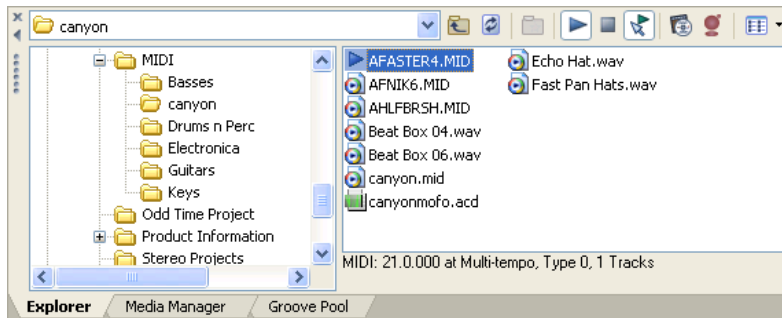 canyon
MIDI
Basses
canyon
Drums n Perc
Electronica
Guitars
Keys
Odd Time Project
Product Information
Stereo Projects
AFASTER4.MID
AFNIK6.MID
AHLFBRSH.MID
Beat Box 04.wav
Beat Box 06.wav
canyon.mid
canyonmofo.acd
Echo Hat.wav
Fast Pan Hats.wav
MIDI: 21.0.000 at Multi-tempo, Type 0, 1 Tracks
Explorer Media Manager Groove Pool